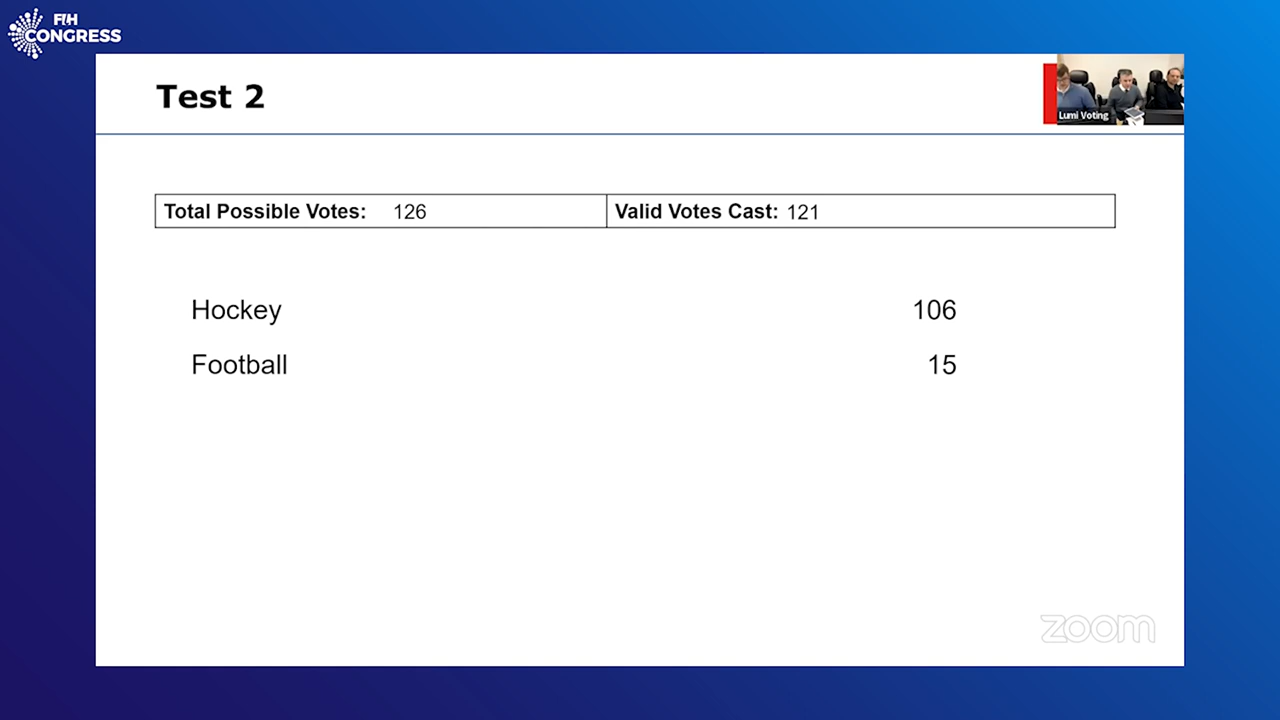 FIH
CONGRESS
Test 2
Lumi Voting
Total Possible Votes: 126 Valid Votes Cast: 121
Hockey 106
Football 15
zoom